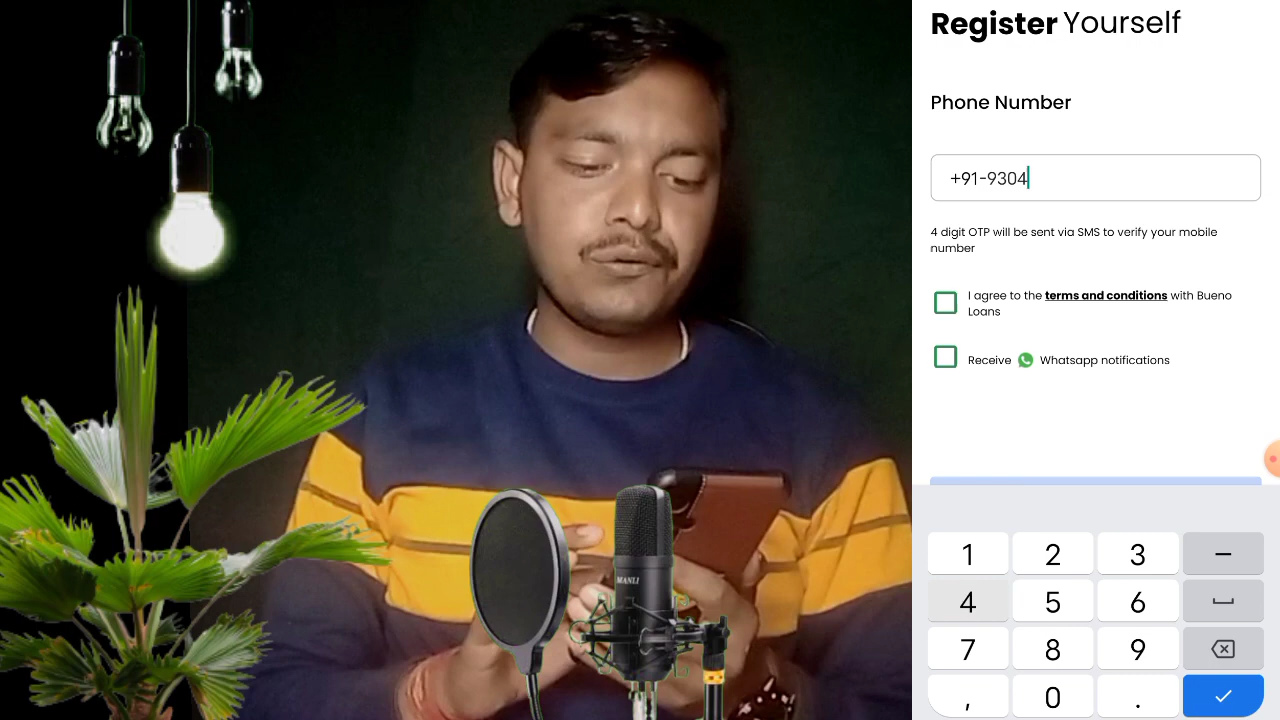 Register Yourself
Phone Number
+91-9304
4 digit OTP will be sent via SMS to verify your mobile
number
I agree to the terms and conditions with Bueno
Loans
Receive Whatsapp notifications
MANLI
1 2 3 –
4 5 6
7 8 9
, 0 .